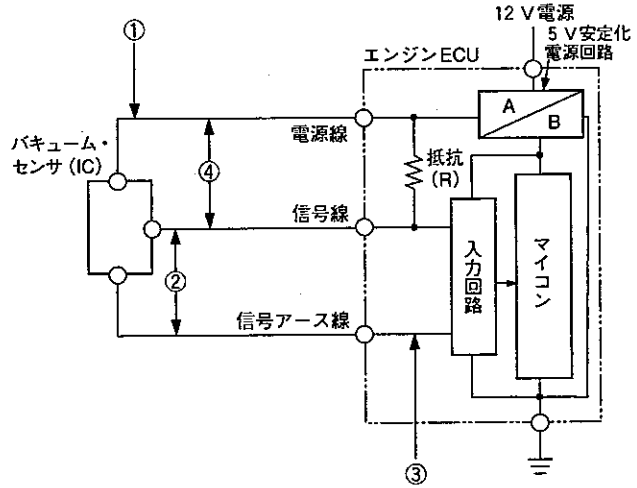 12 V電源
①
5 V安定化
電源回路
エンジンECU
A
B
バキューム・
センサ(IC)
電源線
④
抵抗
(R)
信号線
入力回路
マイコン
②
信号アース線
③